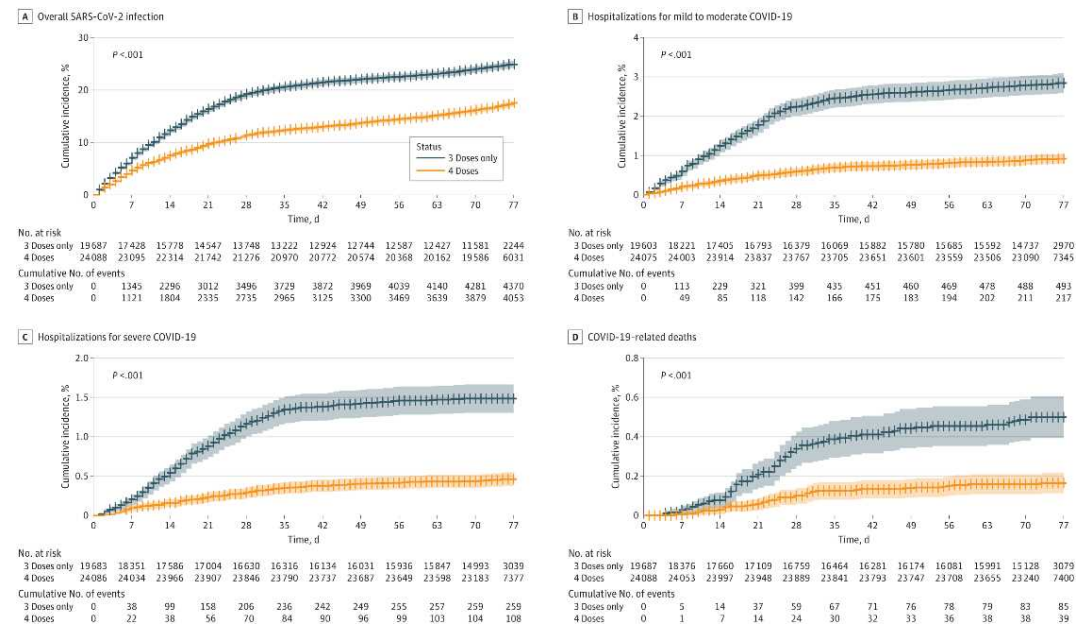 A Overall SARS-CoV-2 infection
30
P <.001
20
10
0
Cumulative incidence, %
Status
3 Doses only
4 Doses
0 7 14 21 28 35 42 49 56 63 70 77
Time, d
No. at risk
3 Doses only 19687 17428 15778 14547 13748 13222 12924 12744 12587 12427 11581 2244
4 Doses 24088 23095 22314 21742 21276 20970 20772 20574 20368 20162 19586 6031
Cumulative No. of events
3 Doses only 0 1345 2296 3012 3496 3729 3872 3969 4039 4140 4281 4370
4 Doses 0 1121 1804 2335 2735 2965 3125 3300 3469 3639 3879 4053
B Hospitalizations for mild to moderate COVID-19
4
P <.001
3
2
1
0
Cumulative incidence, %
0 7 14 21 28 35 42 49 56 63 70 77
Time, d
No. at risk
3 Doses only 19603 18221 17405 16793 16379 16069 15882 15780 15685 15592 14737 2970
4 Doses 24075 24003 23914 23837 23767 23705 23651 23601 23559 23506 23090 7345
Cumulative No. of events
3 Doses only 0 113 229 321 399 435 451 460 469 478 488 493
4 Doses 0 49 85 118 142 166 175 183 194 202 211 217
C Hospitalizations for severe COVID-19
2.0
P <.001
1.5
1.0
0.5
0
Cumulative incidence, %
0 7 14 21 28 35 42 49 56 63 70 77
Time, d
No. at risk
3 Doses only 19683 18351 17586 17004 16630 16316 16134 16031 15936 15847 14993 3039
4 Doses 24086 24034 23966 23907 23846 23790 23737 23687 23649 23598 23183 7377
Cumulative No. of events
3 Doses only 0 38 99 158 206 236 242 249 255 257 259 259
4 Doses 0 22 38 56 70 84 90 96 99 103 104 108
D COVID-19-related deaths
0.8
P <.001
0.6
0.4
0.2
0
Cumulative incidence, %
0 7 14 21 28 35 42 49 56 63 70 77
Time, d
No. at risk
3 Doses only 19687 18376 17660 17109 16759 16464 16281 16174 16081 15991 15128 3079
4 Doses 24088 24053 23997 23948 23889 23841 23793 23747 23708 23655 23240 7400
Cumulative No. of events
3 Doses only 0 5 14 37 59 67 71 76 78 79 83 85
4 Doses 0 1 7 14 24 30 32 33 36 38 38 39